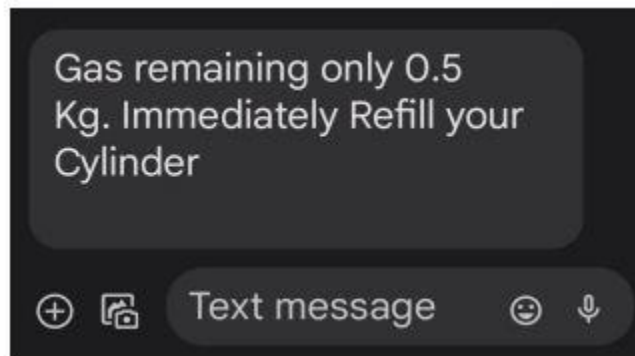 Gas remaining only 0.5
Kg. Immediately Refill your
Cylinder
Text message